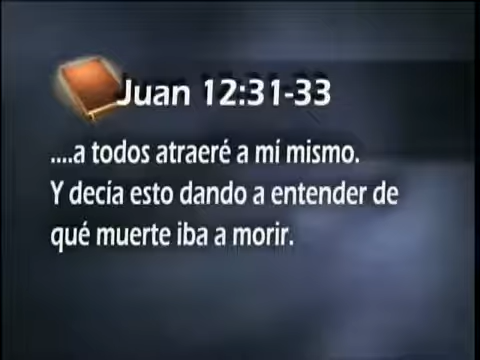 Juan 12:31-33
....a todos atraeré a mí mismo.
Y decía esto dando a entender de
qué muerte iba a morir.